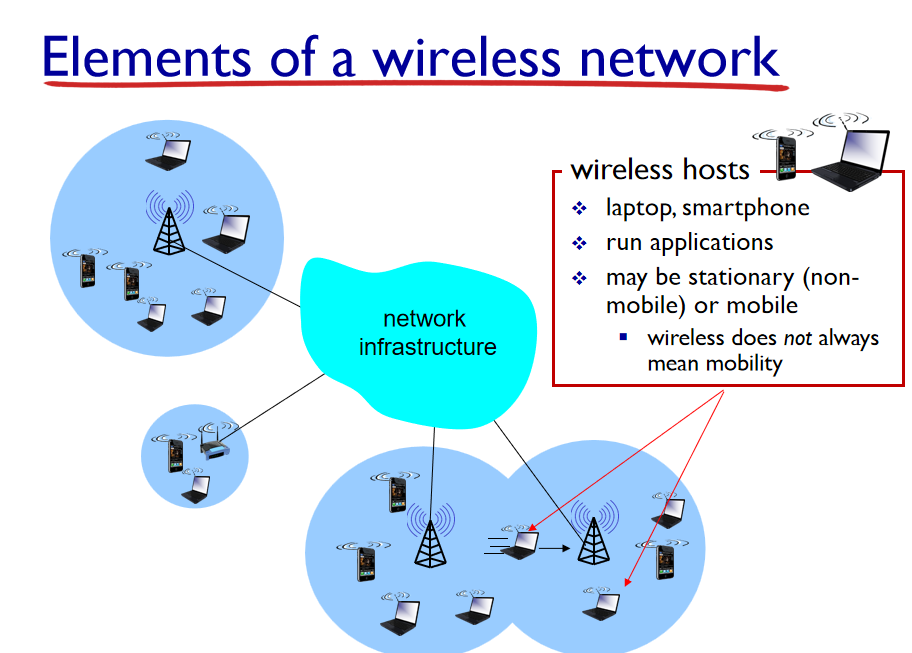 Elements of a wireless network
wireless hosts
❖ laptop, smartphone
❖ run applications
❖ may be stationary (non-
mobile) or mobile
▪ wireless does not always
mean mobility
network
infrastructure